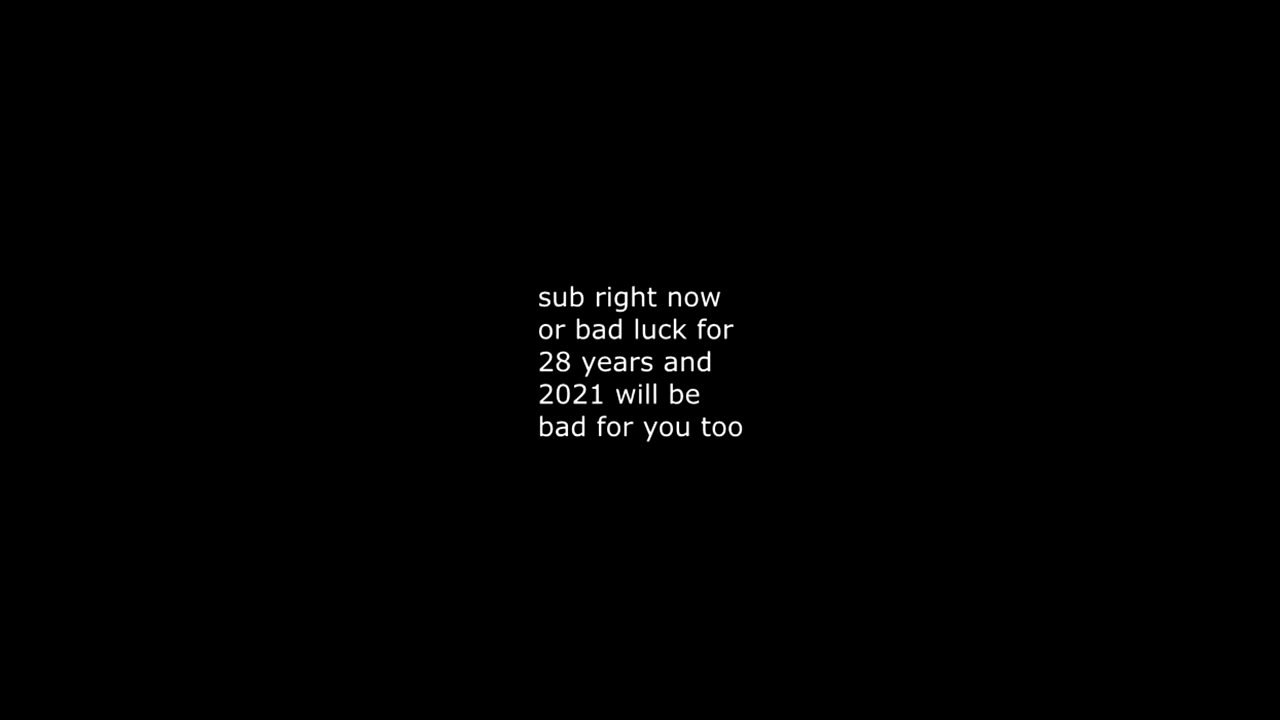 sub right now
or bad luck for
28 years and
2021 will be
bad for you too